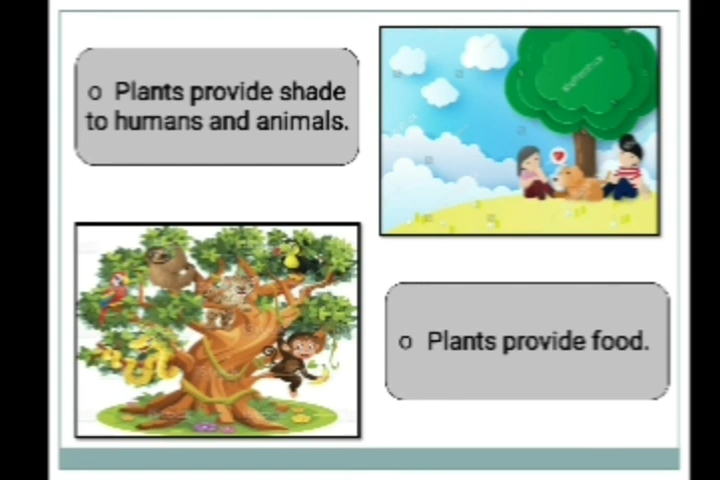 o Plants provide shade
to humans and animals.
o Plants provide food.